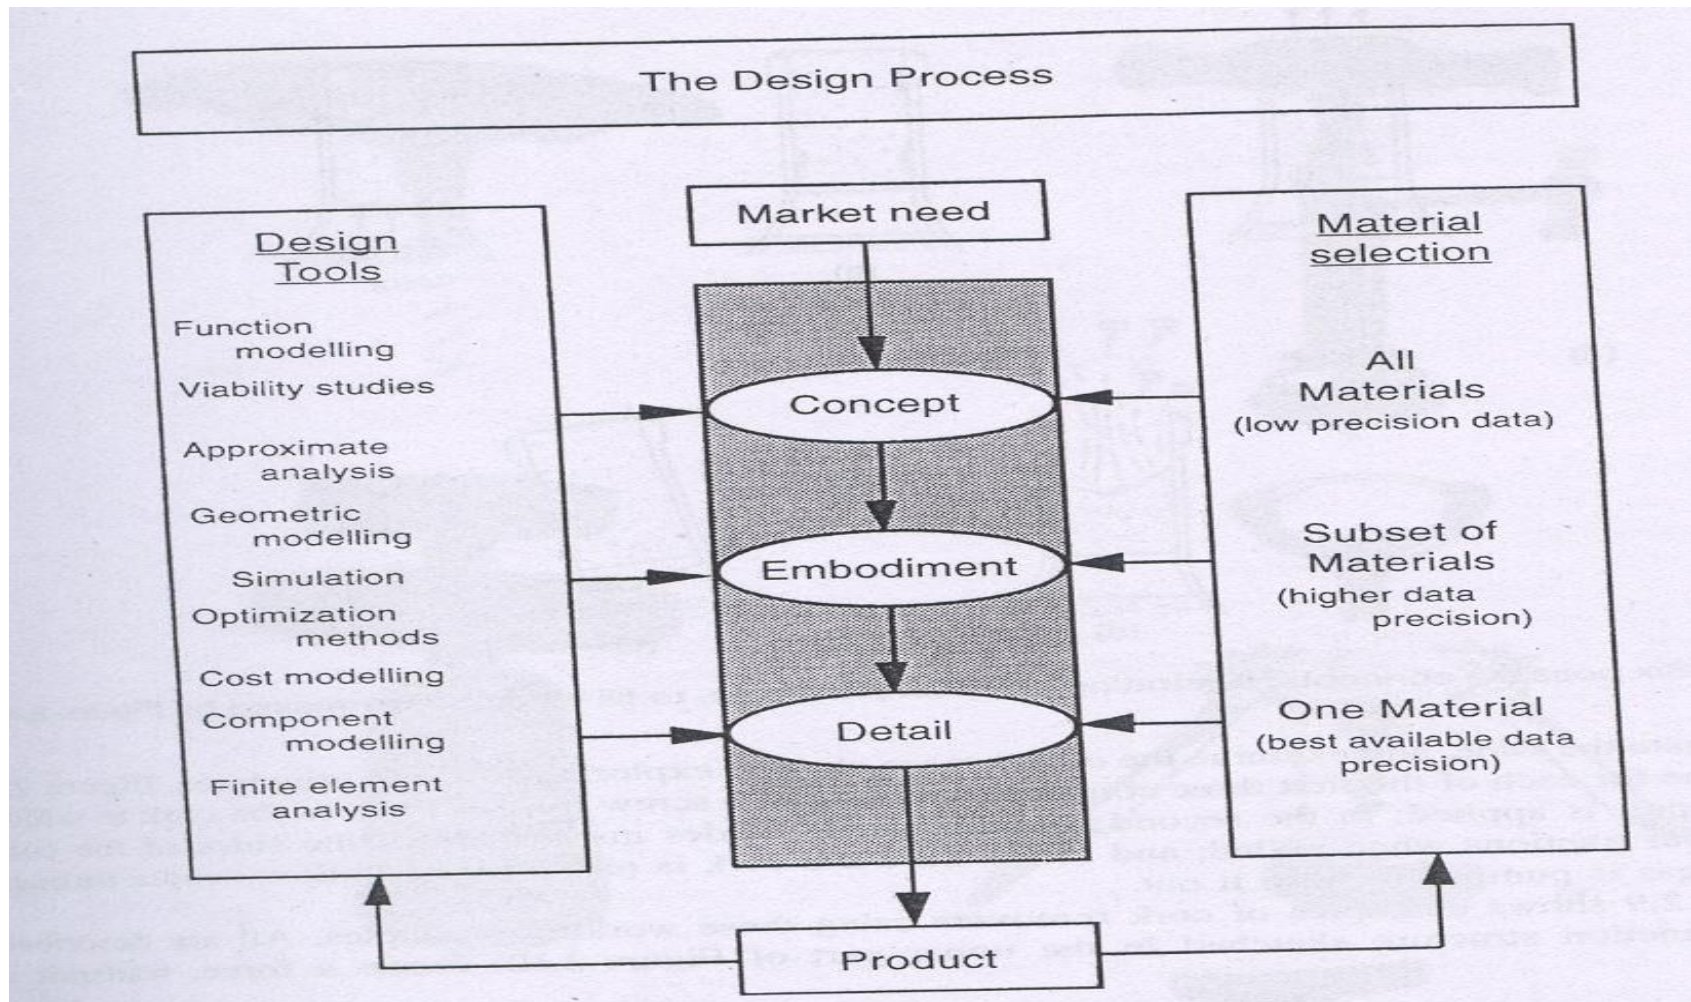 The Design Process
Market need
Design
Tools
Function
modelling
Viability studies
Approximate
analysis
Geometric
modelling
Simulation
Optimization
methods
Cost modelling
Component
modelling
Finite element
analysis
Concept
Embodiment
Detail
Product
Material
selection
All
Materials
(low precision data)
Subset of
Materials
(higher data
precision)
One Material
(best available data
precision)